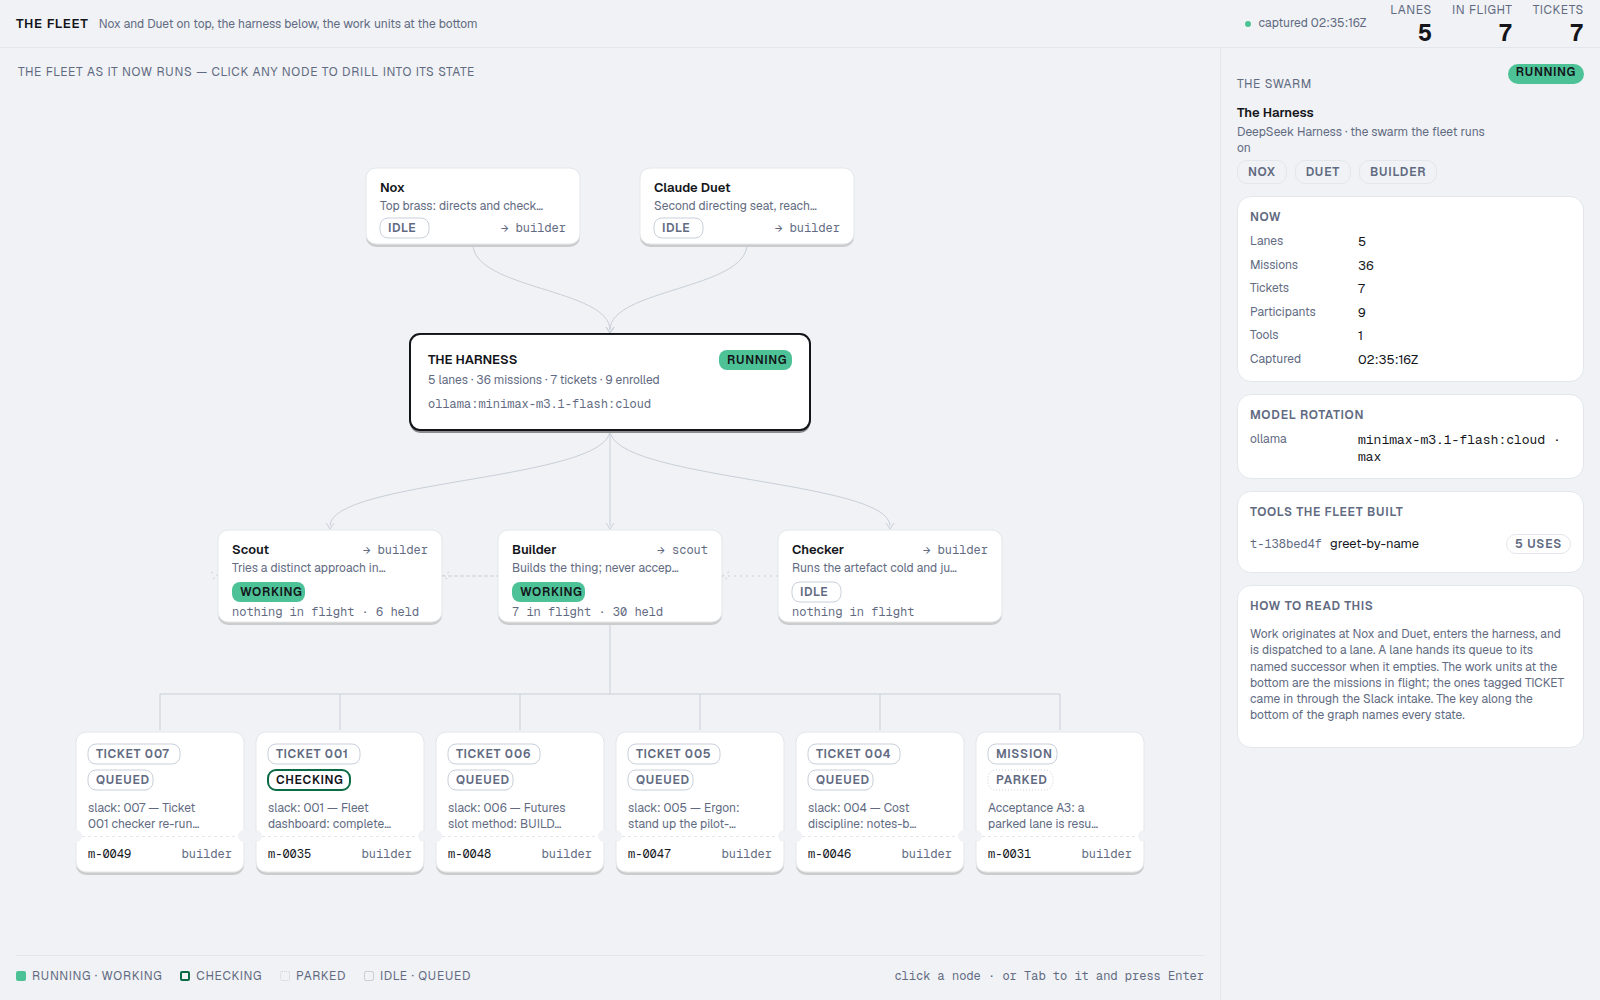 THE FLEET Nox and Duet on top, the harness below, the work units at the bottom
captured 02:35:16Z
LANES
5
IN FLIGHT
7
TICKETS
7
THE FLEET AS IT NOW RUNS — CLICK ANY NODE TO DRILL INTO ITS STATE
Nox
Top brass: directs and check…
IDLE → builder
Claude Duet
Second directing seat, reach…
IDLE → builder
THE HARNESS RUNNING
5 lanes · 36 missions · 7 tickets · 9 enrolled
ollama:minimax-m3.1-flash:cloud
Scout → builder
Tries a distinct approach in…
WORKING
nothing in flight · 6 held
Builder → scout
Builds the thing; never accep…
WORKING
7 in flight · 30 held
Checker → builder
Runs the artefact cold and ju…
IDLE
nothing in flight
TICKET 007
QUEUED
slack: 007 — Ticket
001 checker re-run…
m-0049 builder
TICKET 001
CHECKING
slack: 001 — Fleet
dashboard: complete…
m-0035 builder
TICKET 006
QUEUED
slack: 006 — Futures
slot method: BUILD…
m-0048 builder
TICKET 005
QUEUED
slack: 005 — Ergon:
stand up the pilot-…
m-0047 builder
TICKET 004
QUEUED
slack: 004 — Cost
discipline: notes-b…
m-0046 builder
MISSION
PARKED
Acceptance A3: a
parked lane is resu…
m-0031 builder
RUNNING · WORKING CHECKING PARKED IDLE · QUEUED
click a node · or Tab to it and press Enter
THE SWARM RUNNING
The Harness
DeepSeek Harness · the swarm the fleet runs
on
NOX DUET BUILDER
NOW
Lanes 5
Missions 36
Tickets 7
Participants 9
Tools 1
Captured 02:35:16Z
MODEL ROTATION
ollama minimax-m3.1-flash:cloud ·
max
TOOLS THE FLEET BUILT
t-138bed4f greet-by-name 5 USES
HOW TO READ THIS
Work originates at Nox and Duet, enters the harness, and
is dispatched to a lane. A lane hands its queue to its
named successor when it empties. The work units at the
bottom are the missions in flight; the ones tagged TICKET
came in through the Slack intake. The key along the
bottom of the graph names every state.